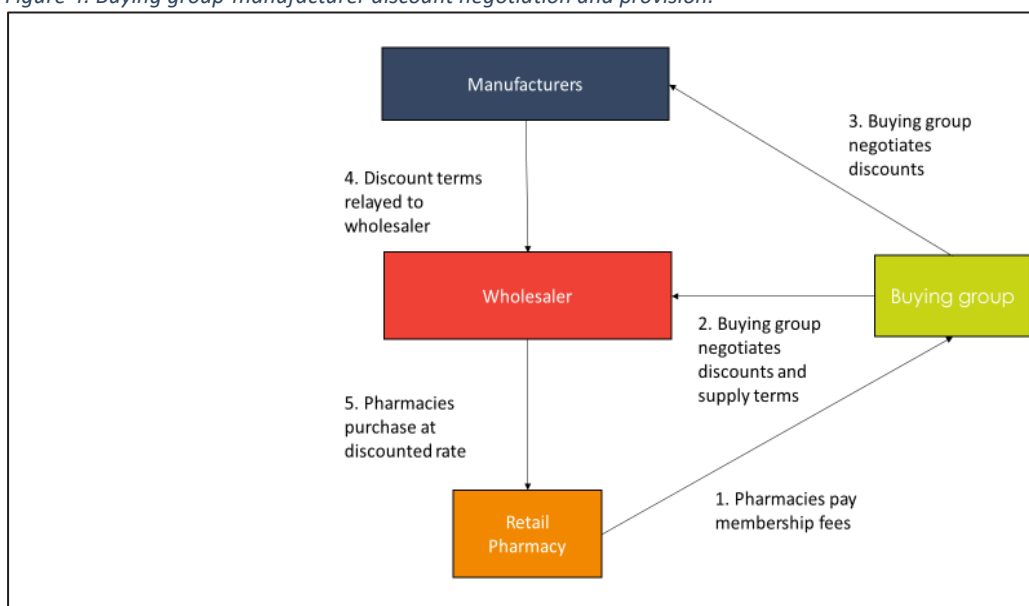 Figure 4. Buying group-manufacturer discount negotiation and provision.
Manufacturers
3. Buying group
negotiates
discounts
4. Discount terms
relayed to
wholesaler
Wholesaler
Buying group
2. Buying group
negotiates
discounts and
supply terms
5. Pharmacies
purchase at
discounted rate
Retail
Pharmacy
1. Pharmacies pay
membership fees